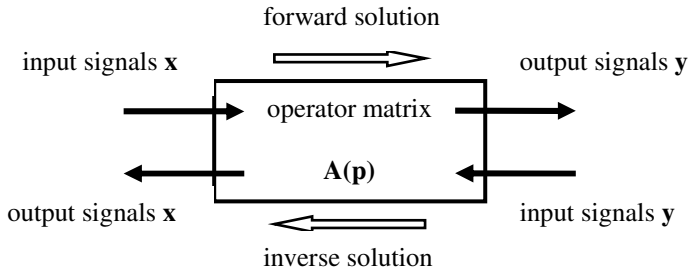 forward solution
input signals x
output signals y
operator matrix
A(p)
output signals x
input signals y
inverse solution